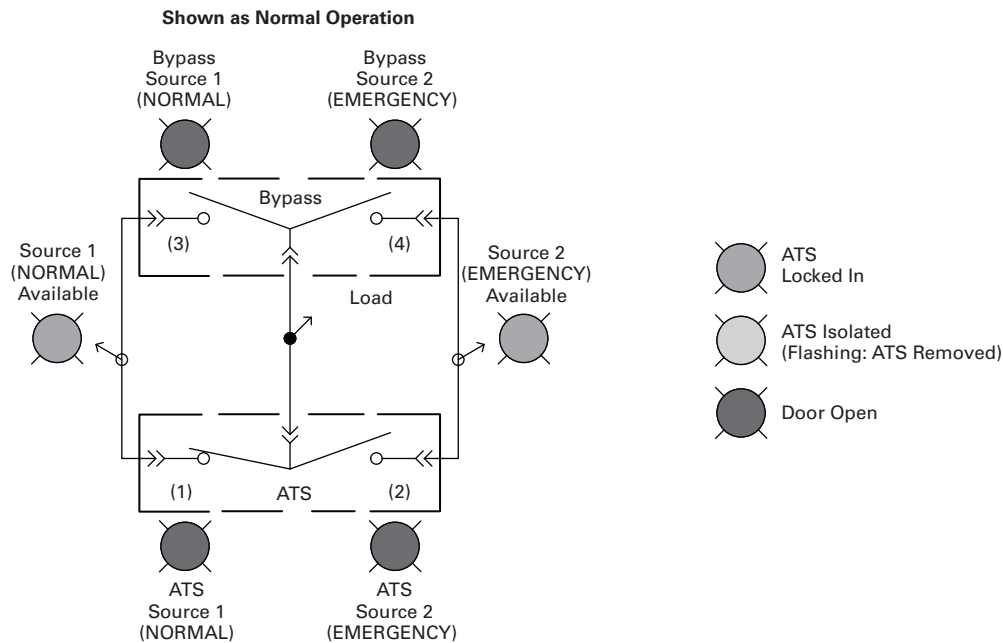 Shown as Normal Operation
Bypass
Source 1
(NORMAL)
Bypass
Source 2
(EMERGENCY)
Bypass
(3)
(4)
Source 1
(NORMAL)
Available
Source 2
(EMERGENCY)
Available
Load
ATS
Locked In
ATS Isolated
(Flashing: ATS Removed)
Door Open
(1)
ATS
(2)
ATS
Source 1
(NORMAL)
ATS
Source 2
(EMERGENCY)